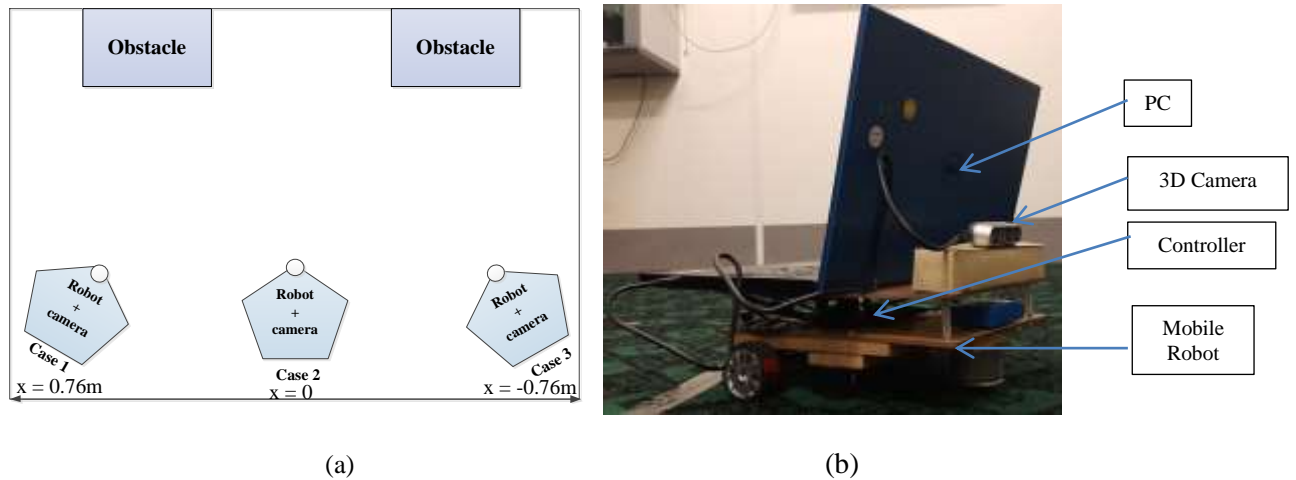 Obstacle
Obstacle
Robot
+
camera
Case 1
x = 0.76m
Robot
+
camera
Case 2
x = 0
Robot
+
camera
Case 3
x = -0.76m
(a)
PC
3D Camera
Controller
Mobile
Robot
(b)